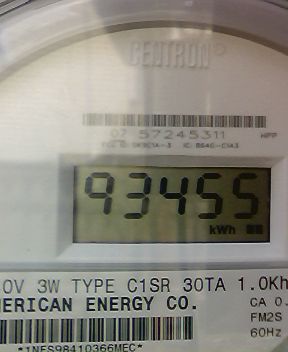 CENTRON®
07 57245311 HPP
93455
kWh
0V 3W TYPE C1SR 30TA 1.0Kh
MERICAN ENERGY CO.
CA 0.
FM2S
60Hz
*1NFS98410366MEC*